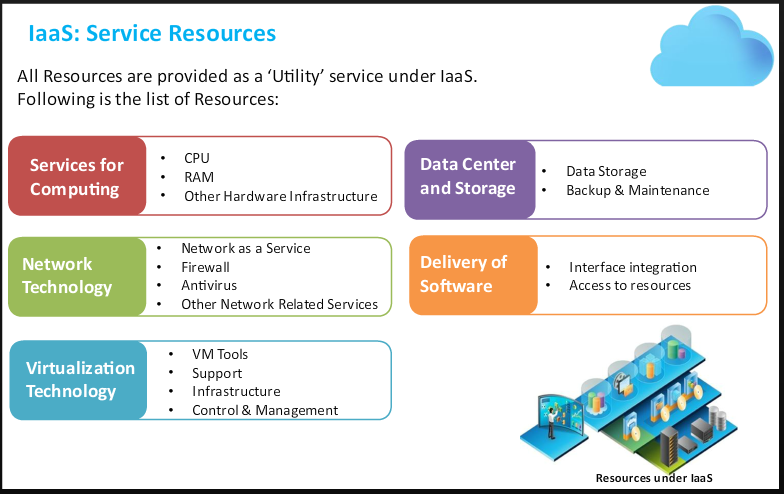 IaaS: Service Resources
All Resources are provided as a ‘Utility’ service under IaaS.
Following is the list of Resources:
Services for
Computing
• CPU
• RAM
• Other Hardware Infrastructure
Data Center
and Storage
• Data Storage
• Backup & Maintenance
Network
Technology
• Network as a Service
• Firewall
• Antivirus
• Other Network Related Services
Delivery of
Software
• Interface integration
• Access to resources
Virtualization
Technology
• VM Tools
• Support
• Infrastructure
• Control & Management
Resources under IaaS